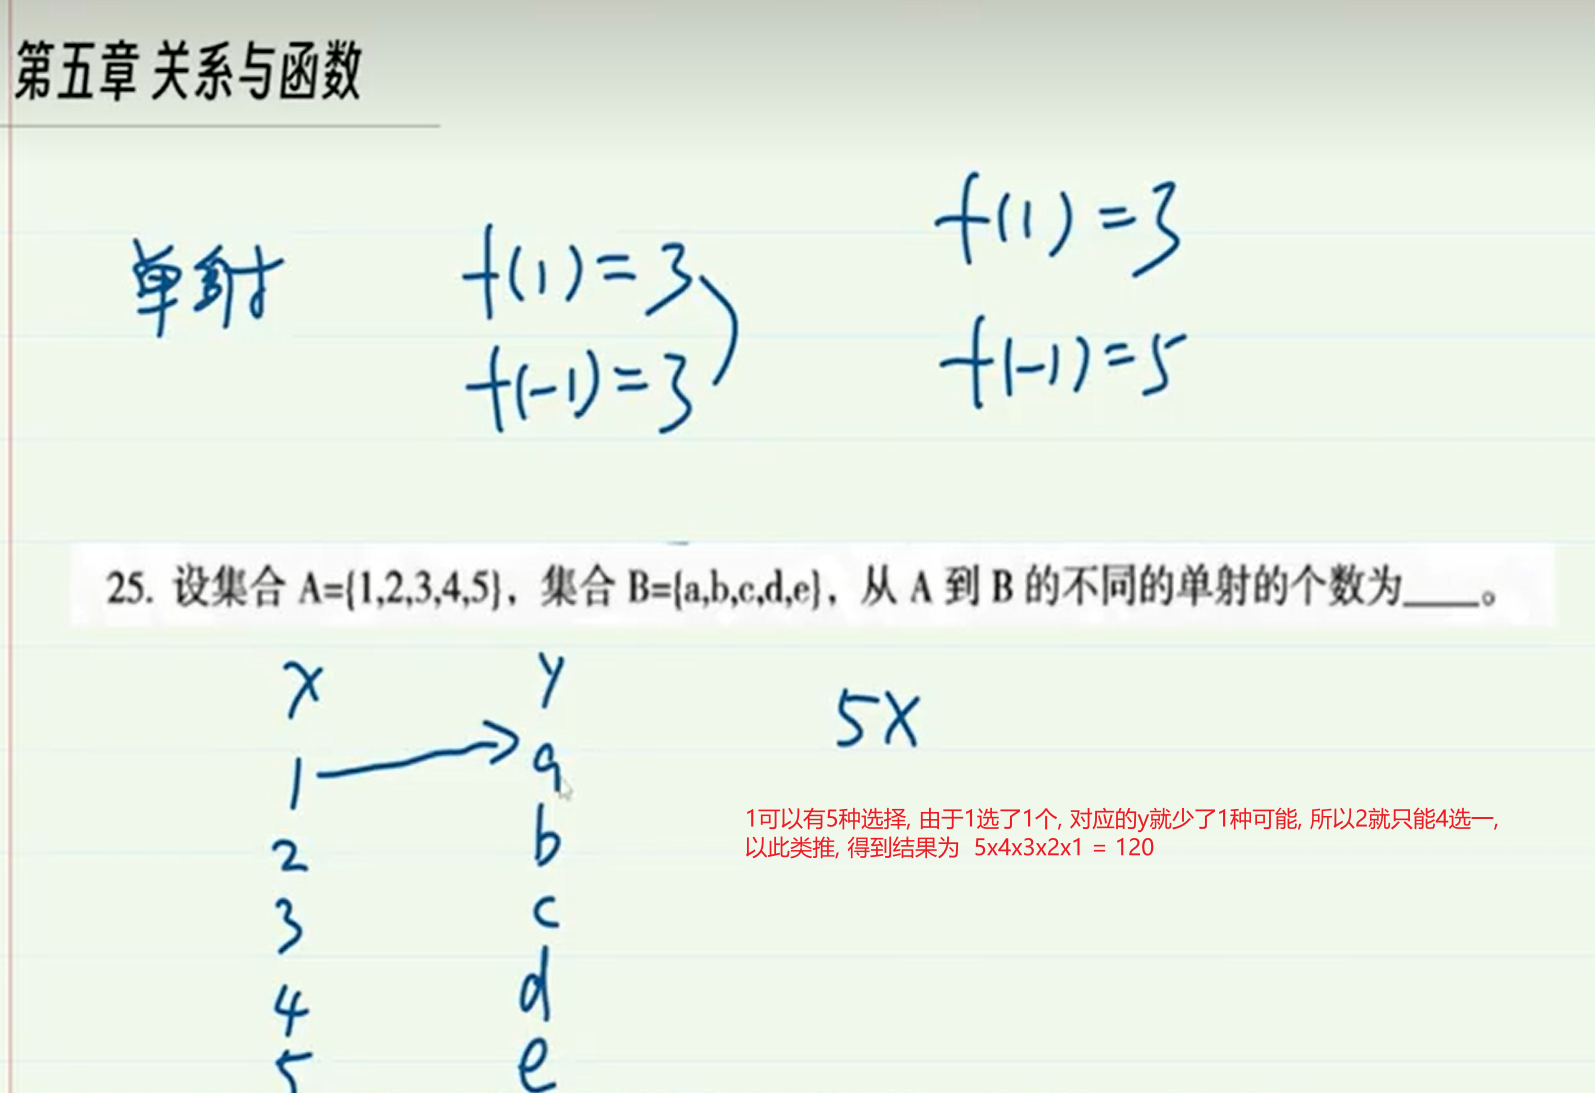 第五章 关系与函数
单射
f(1)=3
f(-1)=3
f(1)=3
f(-1)=5
25. 设集合 A={1,2,3,4,5}，集合 B={a,b,c,d,e}，从 A 到 B 的不同的单射的个数为____。
x y
5X
1 a
1可以有5种选择, 由于1选了1个, 对应的y就少了1种可能, 所以2就只能4选一,
以此类推, 得到结果为 5x4x3x2x1 = 120
2 b
3 c
4 d
5 e